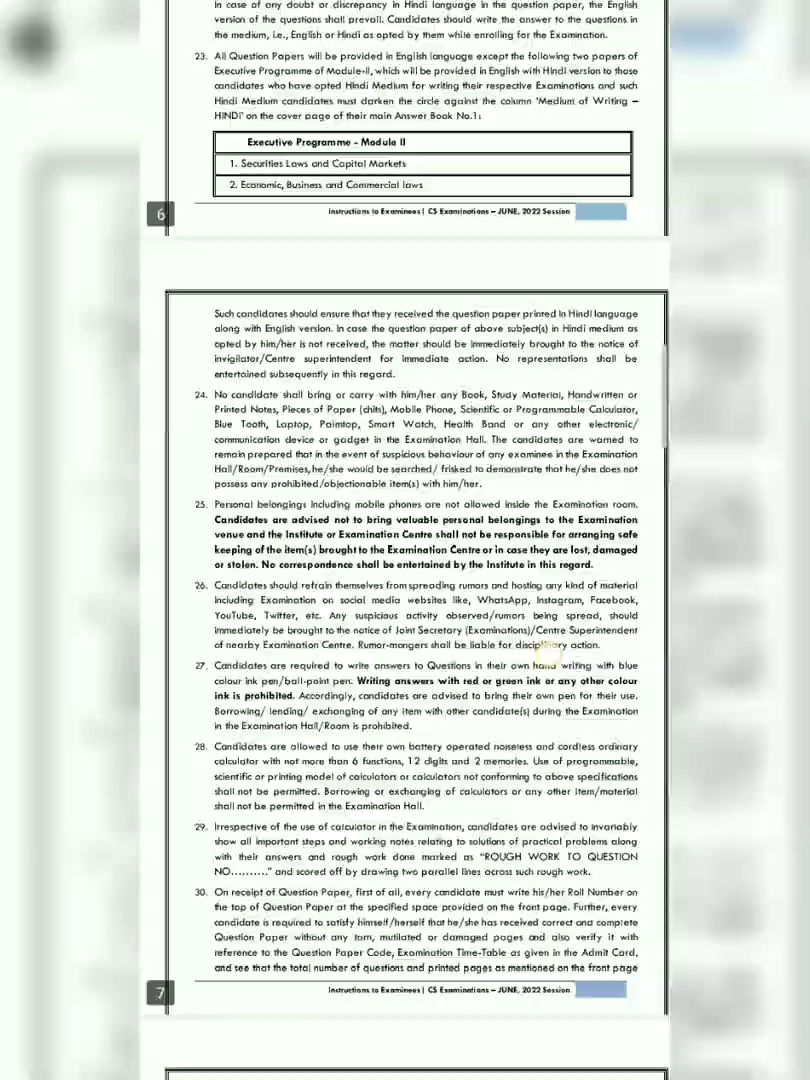 In case of any doubt or discrepancy in Hindi language in the question paper, the English
version of the questions shall prevail. Candidates should write the answer to the questions in
the medium, i.e., English or Hindi as opted by them while enrolling for the Examination.
23. All Question Papers will be provided in English language except the following two papers of
Executive Programme of Module-II, which will be provided in English with Hindi version to those
candidates who have opted Hindi Medium for writing their respective Examinations and such
Hindi Medium candidates must darken the circle against the column 'Medium of Writing –
HINDI' on the cover page of their main Answer Book No.1:
Executive Programme - Module II
1. Securities Laws and Capital Markets
2. Economic, Business and Commercial laws
6
Instructions to Examinees| CS Examinations – JUNE, 2022 Session
Such candidates should ensure that they received the question paper printed in Hindi language
along with English version. In case the question paper of above subject(s) in Hindi medium as
opted by him/her is not received, the matter should be immediately brought to the notice of
invigilator/Centre superintendent for immediate action. No representations shall be
entertained subsequently in this regard.
24. No candidate shall bring or carry with him/her any Book, Study Material, Handwritten or
Printed Notes, Pieces of Paper (chits), Mobile Phone, Scientific or Programmable Calculator,
Blue Tooth, Laptop, Palmtop, Smart Watch, Health Band or any other electronic/
communication device or gadget in the Examination Hall. The candidates are warned to
remain prepared that in the event of suspicious behaviour of any examinee in the Examination
Hall/Room/Premises, he/she would be searched/ frisked to demonstrate that he/she does not
possess any prohibited/objectionable item(s) with him/her.
25. Personal belongings including mobile phones are not allowed inside the Examination room.
Candidates are advised not to bring valuable personal belongings to the Examination
venue and the Institute or Examination Centre shall not be responsible for arranging safe
keeping of the item(s) brought to the Examination Centre or in case they are lost, damaged
or stolen. No correspondence shall be entertained by the Institute in this regard.
26. Candidates should refrain themselves from spreading rumors and hosting any kind of material
including Examination on social media websites like, WhatsApp, Instagram, Facebook,
YouTube, Twitter, etc. Any suspicious activity observed/rumors being spread, should
immediately be brought to the notice of Joint Secretary (Examinations)/Centre Superintendent
of nearby Examination Centre. Rumor-mangers shall be liable for disciplinary action.
27. Candidates are required to write answers to Questions in their own hand writing with blue
colour ink pen/ball-point pen. Writing answers with red or green ink or any other colour
ink is prohibited. Accordingly, candidates are advised to bring their own pen for their use.
Borrowing/ lending/ exchanging of any item with other candidate(s) during the Examination
in the Examination Hall/Room is prohibited.
28. Candidates are allowed to use their own battery operated noiseless and cordless ordinary
calculator with not more than 6 functions, 12 digits and 2 memories. Use of programmable,
scientific or printing model of calculators or calculators not conforming to above specifications
shall not be permitted. Borrowing or exchanging of calculators or any other item/material
shall not be permitted in the Examination Hall.
29. Irrespective of the use of calculator in the Examination, candidates are advised to invariably
show all important steps and working notes relating to solutions of practical problems along
with their answers and rough work done marked as "ROUGH WORK TO QUESTION
NO.........." and scored off by drawing two parallel lines across such rough work.
30. On receipt of Question Paper, first of all, every candidate must write his/her Roll Number on
the top of Question Paper at the specified space provided on the front page. Further, every
candidate is required to satisfy himself/herself that he/she has received correct and complete
Question Paper without any torn, mutilated or damaged pages and also verify it with
reference to the Question Paper Code, Examination Time-Table as given in the Admit Card,
and see that the total number of questions and printed pages as mentioned on the front page
7
Instructions to Examinees| CS Examinations – JUNE, 2022 Session